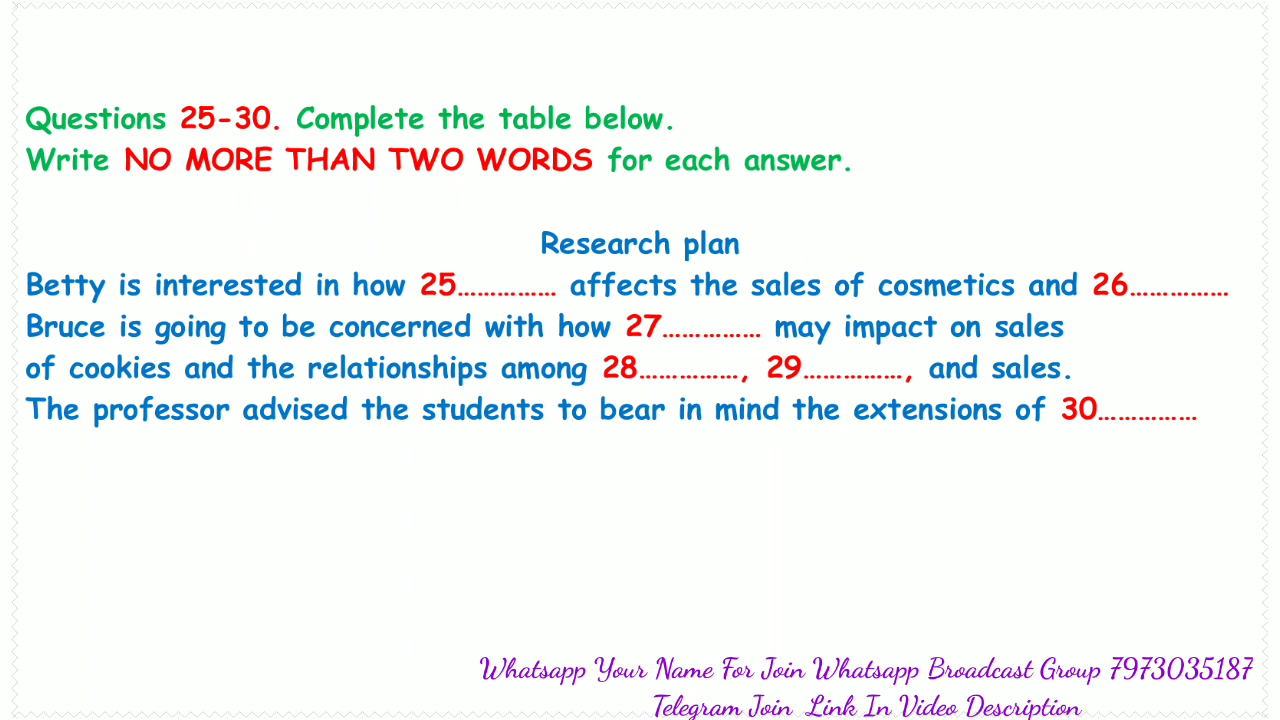 Questions 25-30. Complete the table below.
Write NO MORE THAN TWO WORDS for each answer.
Research plan
Betty is interested in how 25…………… affects the sales of cosmetics and 26……………
Bruce is going to be concerned with how 27…………… may impact on sales
of cookies and the relationships among 28……………, 29……………, and sales.
The professor advised the students to bear in mind the extensions of 30……………
Whatsapp Your Name For Join Whatsapp Broadcast Group 7973035187
Telegram Join Link In Video Description